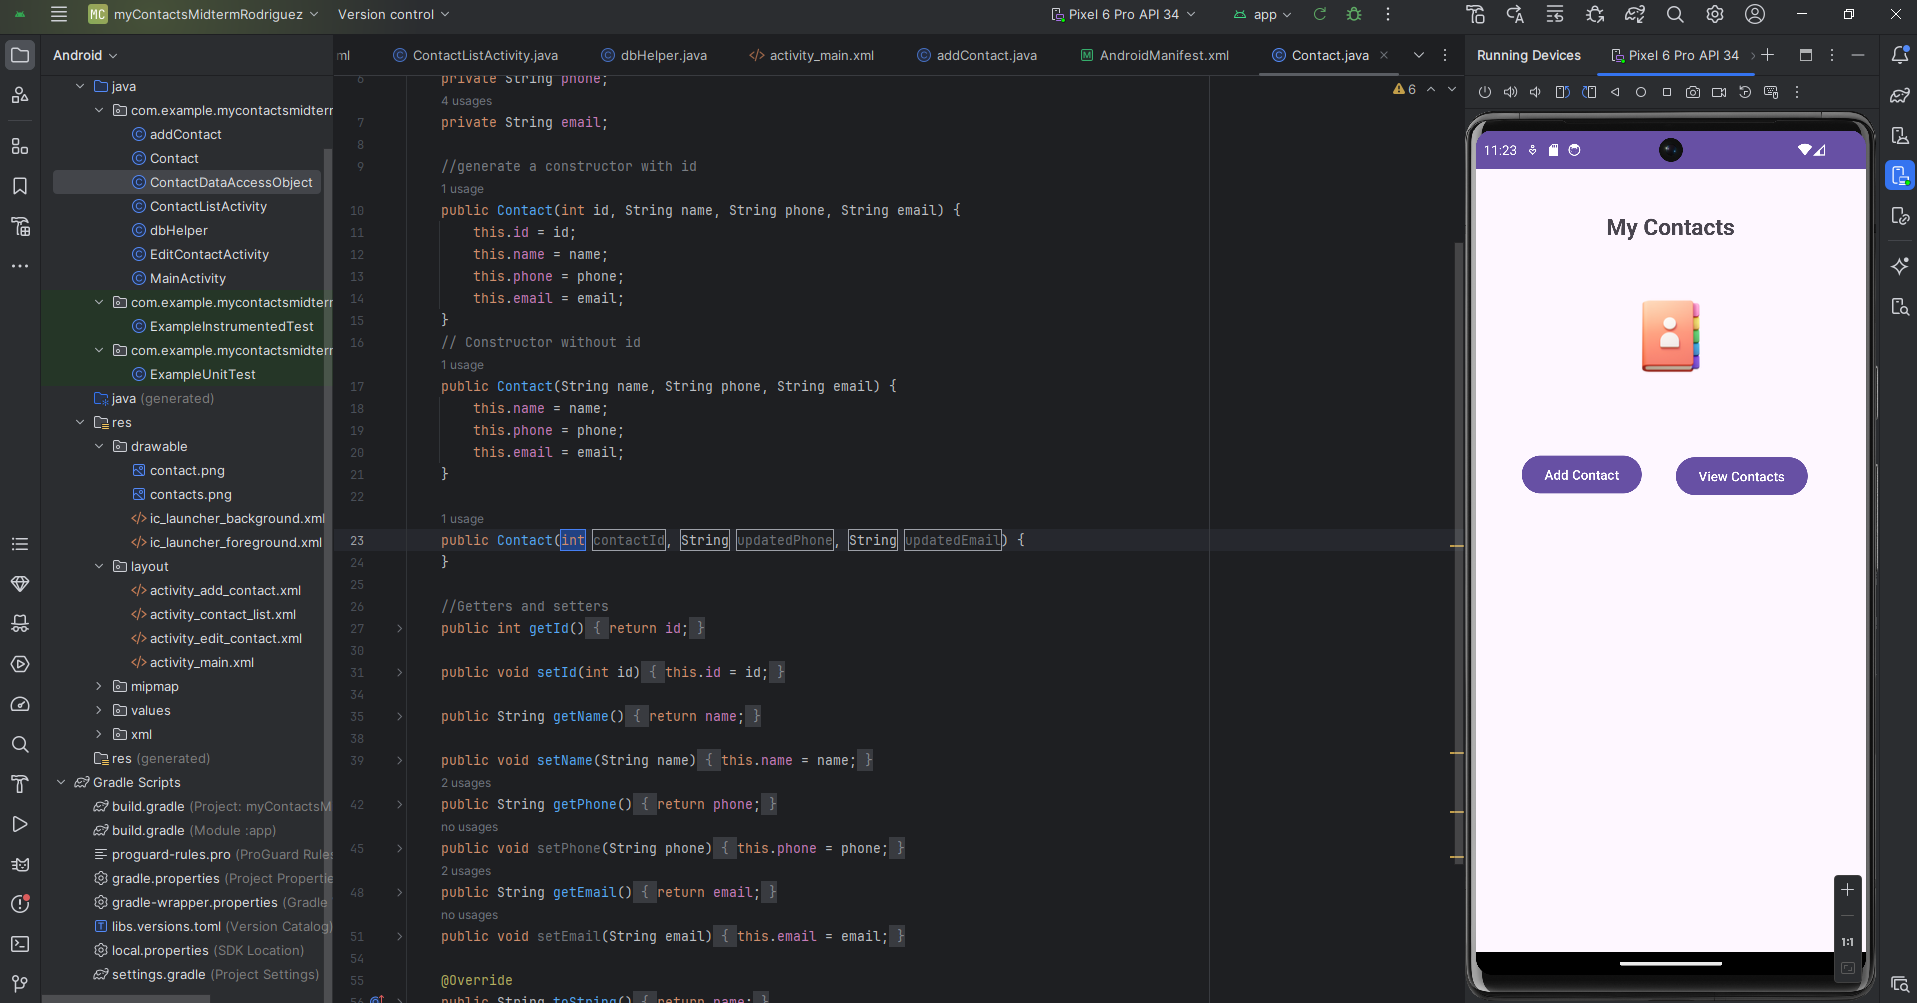 MC myContactsMidtermRodriguez Version control Pixel 6 Pro API 34 app
Android
java
com.example.mycontactsmidterr
addContact
Contact
ContactDataAccessObject
ContactListActivity
dbHelper
EditContactActivity
MainActivity
com.example.mycontactsmidterr
ExampleInstrumentedTest
com.example.mycontactsmidterr
ExampleUnitTest
java (generated)
res
drawable
contact.png
contacts.png
ic_launcher_background.xml
ic_launcher_foreground.xml
layout
activity_add_contact.xml
activity_contact_list.xml
activity_edit_contact.xml
activity_main.xml
mipmap
values
xml
res (generated)
Gradle Scripts
build.gradle (Project: myContactsM
build.gradle (Module :app)
proguard-rules.pro (ProGuard Rules
gradle.properties (Project Propertie
gradle-wrapper.properties (Gradle
libs.versions.toml (Version Catalog)
local.properties (SDK Location)
settings.gradle (Project Settings)
ml ContactListActivity.java dbHelper.java activity_main.xml addContact.java AndroidManifest.xml Contact.java
6
6 private String phone;
4 usages
7 private String email;
8
9 //generate a constructor with id
1 usage
10 public Contact(int id, String name, String phone, String email) {
11 this.id = id;
12 this.name = name;
13 this.phone = phone;
14 this.email = email;
15 }
16 // Constructor without id
1 usage
17 public Contact(String name, String phone, String email) {
18 this.name = name;
19 this.phone = phone;
20 this.email = email;
21 }
22
1 usage
23 public Contact(int contactId, String updatedPhone, String updatedEmail) {
24 }
25
26 //Getters and setters
27 public int getId() { return id; }
30
31 public void setId(int id) { this.id = id; }
34
35 public String getName() { return name; }
38
39 public void setName(String name) { this.name = name; }
2 usages
42 public String getPhone() { return phone; }
no usages
45 public void setPhone(String phone) { this.phone = phone; }
2 usages
48 public String getEmail() { return email; }
no usages
51 public void setEmail(String email) { this.email = email; }
54
55 @Override
56 public String toString() { return name; }
Running Devices Pixel 6 Pro API 34
11:23
My Contacts
Add Contact View Contacts
1:1